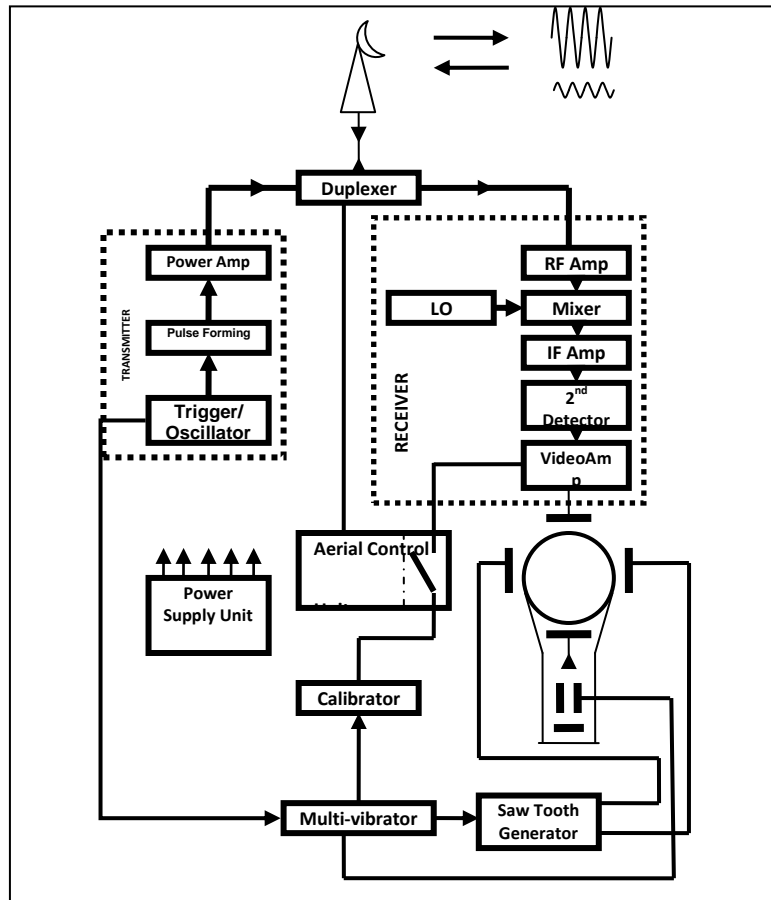 Duplexer
Power Amp
Pulse Forming
TRANSMITTER
Trigger/
Oscillator
RF Amp
LO
Mixer
IF Amp
2nd
Detector
RECEIVER
VideoAm
p
Aerial Control
Power
Supply Unit
Calibrator
Multi-vibrator
Saw Tooth
Generator